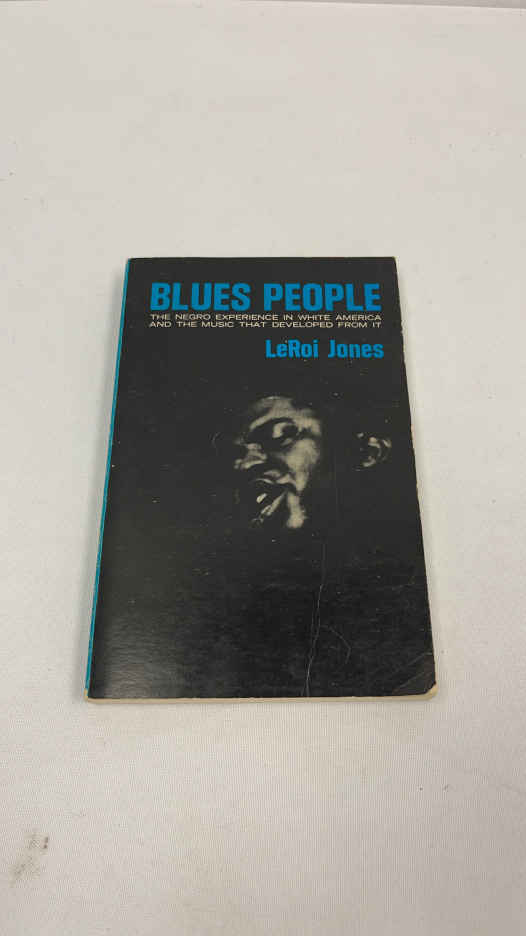 BLUES PEOPLE
THE NEGRO EXPERIENCE IN WHITE AMERICA
AND THE MUSIC THAT DEVELOPED FROM IT
LeRoi Jones